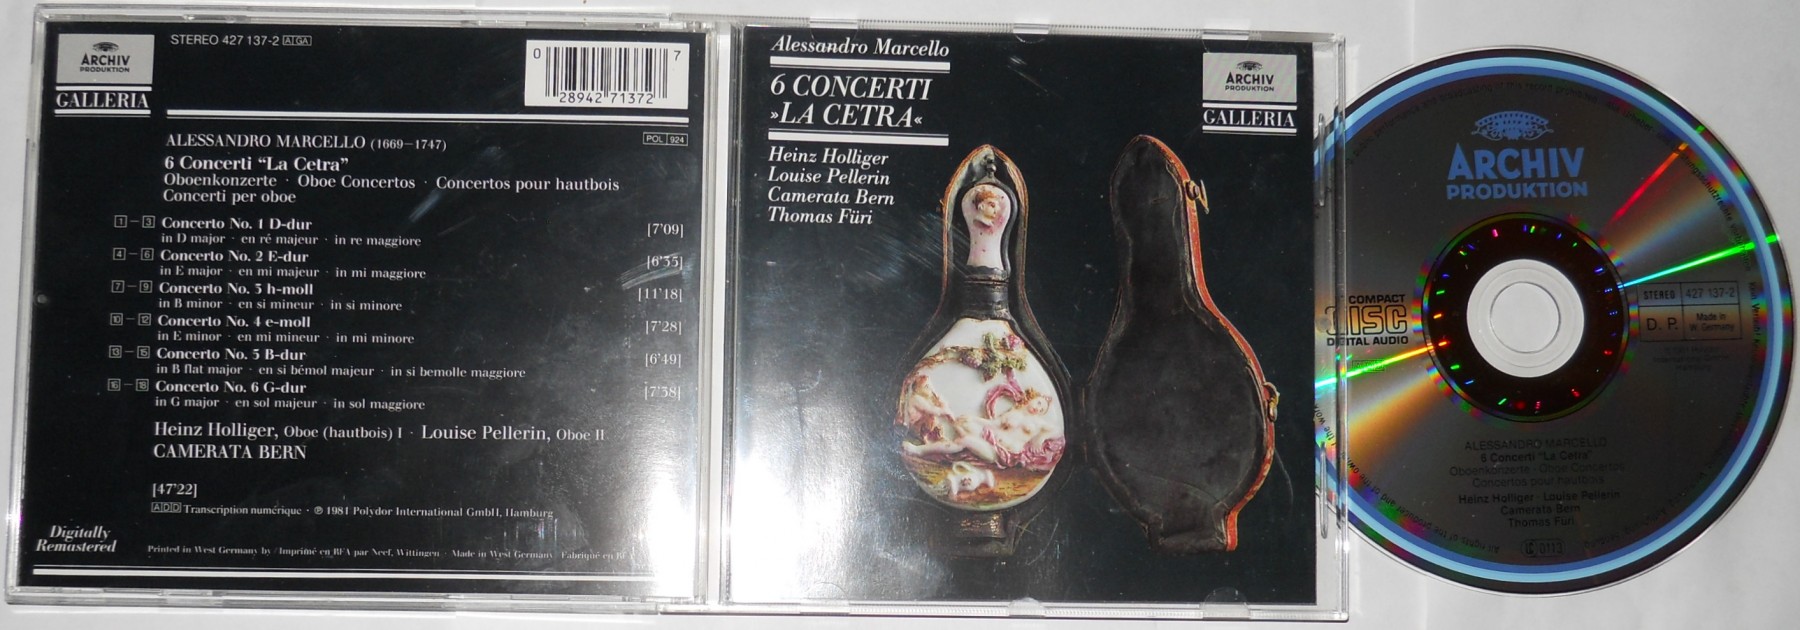 ARCHIV
PRODUKTION
GALLERIA
STEREO 427 137-2 A GA
0 28942 71372 7
POL 924
ALESSANDRO MARCELLO (1669–1747)
6 Concerti “La Cetra”
Oboenkonzerte · Oboe Concertos · Concertos pour hautbois
Concerti per oboe
1 – 3 Concerto No. 1 D-dur [7'09]
in D major · en ré majeur · in re maggiore
4 – 6 Concerto No. 2 E-dur [6'35]
in E major · en mi majeur · in mi maggiore
7 – 9 Concerto No. 3 h-moll [11'18]
in B minor · en si mineur · in si minore
10 – 12 Concerto No. 4 e-moll [7'28]
in E minor · en mi mineur · in mi minore
13 – 15 Concerto No. 5 B-dur [6'49]
in B flat major · en si bémol majeur · in si bemolle maggiore
16 – 18 Concerto No. 6 G-dur [7'38]
in G major · en sol majeur · in sol maggiore
Heinz Holliger, Oboe (hautbois) I · Louise Pellerin, Oboe II
CAMERATA BERN
[47'22]
ADD Transcription numérique · ℗ 1981 Polydor International GmbH, Hamburg
Digitally
Remastered
Printed in West Germany by / Imprimé en RFA par Neef, Wittingen · Made in West Germany Fabriqué en
Alessandro Marcello
6 CONCERTI
»LA CETRA«
Heinz Holliger
Louise Pellerin
Camerata Bern
Thomas Füri
ARCHIV
PRODUKTION
GALLERIA
ARCHIV
PRODUKTION
COMPACT
DISC
DIGITAL AUDIO
STEREO 427 137-2
D. P. Made in
W. Germany
ALESSANDRO MARCELLO
6 Concerti "La Cetra"
Oboenkonzerte · Oboe Concertos
Concertos pour hautbois
Heinz Holliger · Louise Pellerin
Camerata Bern
Thomas Füri
LC 0113